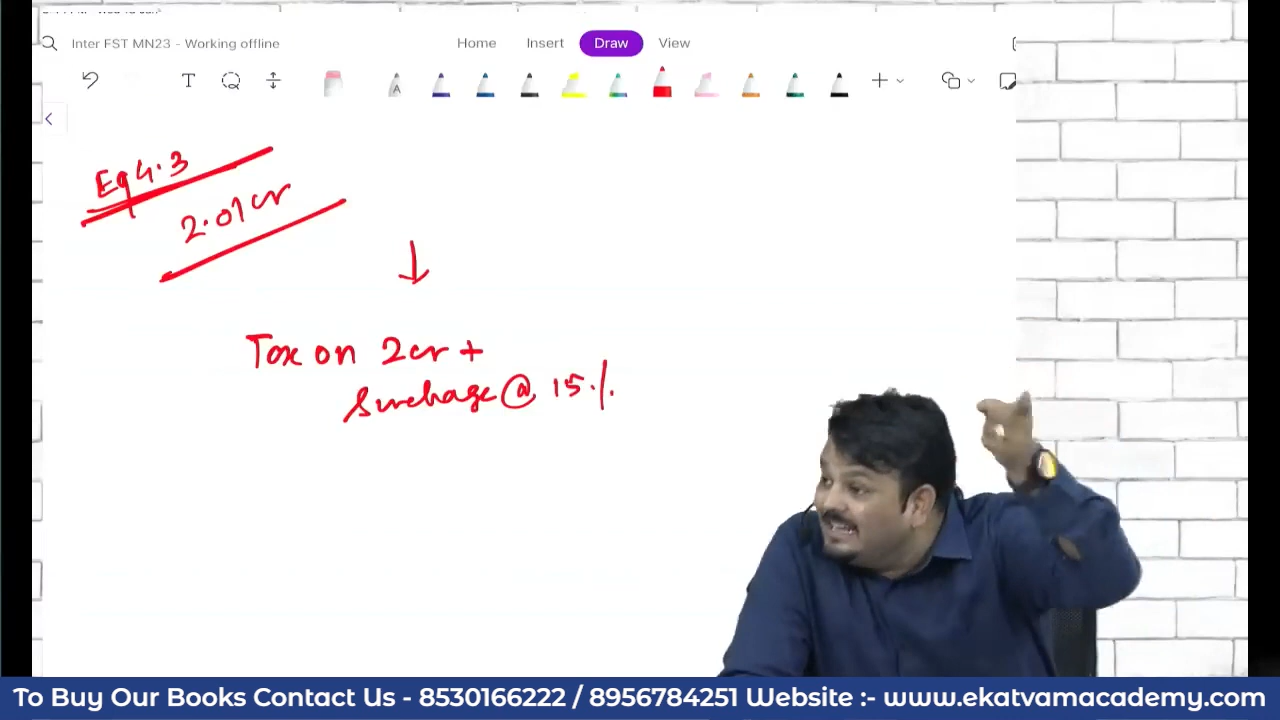 Inter FST MN23 - Working offline
Home Insert Draw View
T
A
Eg 4.3
2.01 cr
Tax on 2cr +
Surchage @ 15%
To Buy Our Books Contact Us - 8530166222 / 8956784251 Website :- www.ekatvamacademy.com